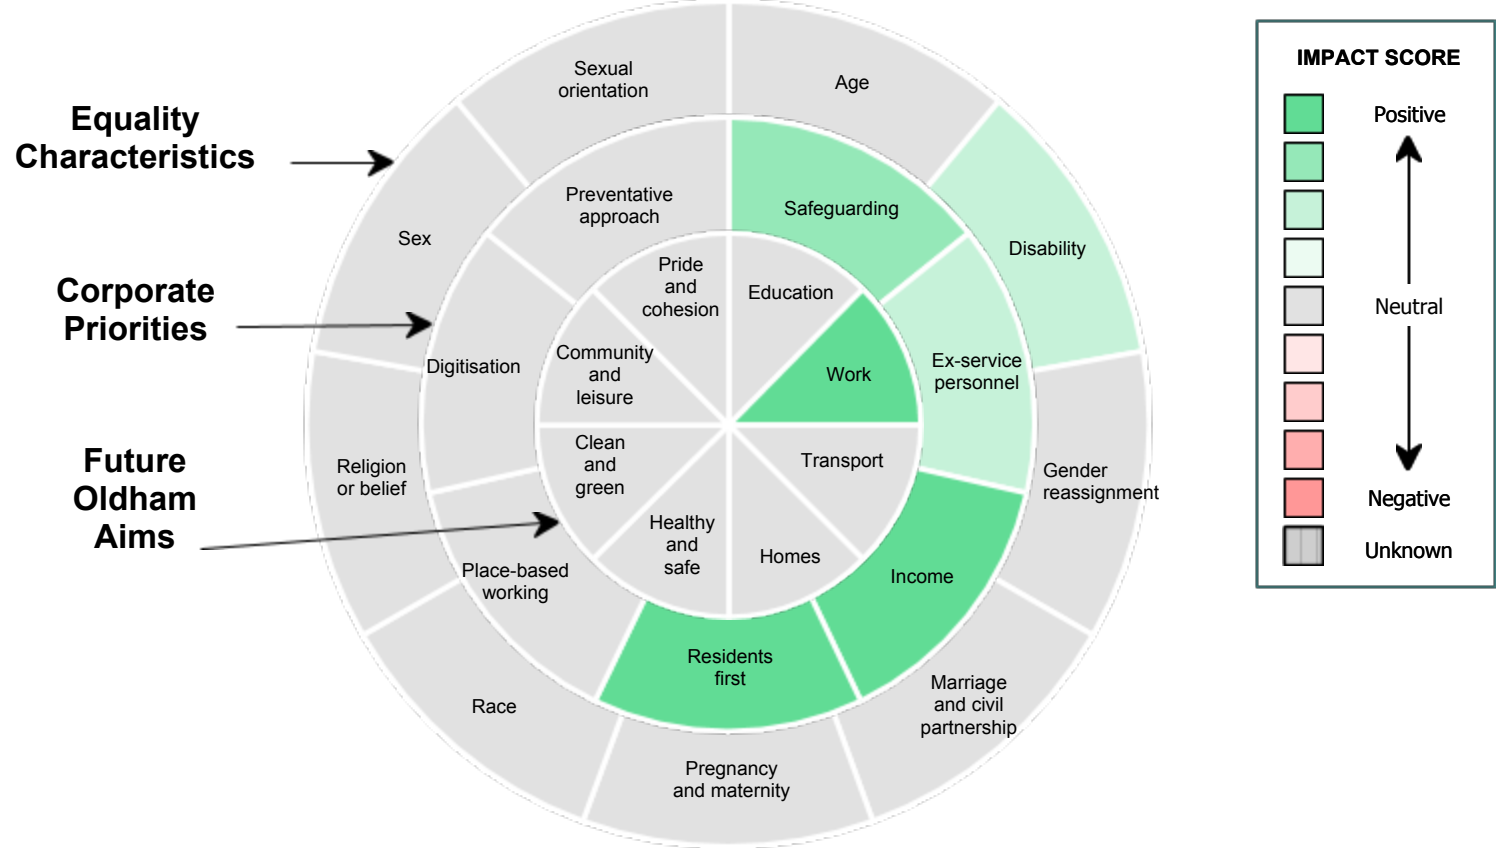 Equality
Characteristics
Corporate
Priorities
Future
Oldham
Aims
Sexual
orientation
Age
Sex
Preventative
approach
Safeguarding
Disability
Pride
and
cohesion
Education
Digitisation
Community
and
leisure
Work
Ex-service
personnel
Religion
or belief
Clean
and
green
Transport
Gender
reassignment
Healthy
and
safe
Homes
Income
Place-based
working
Residents
first
Race
Marriage
and civil
partnership
Pregnancy
and maternity
IMPACT SCORE
Positive
Neutral
Negative
Unknown